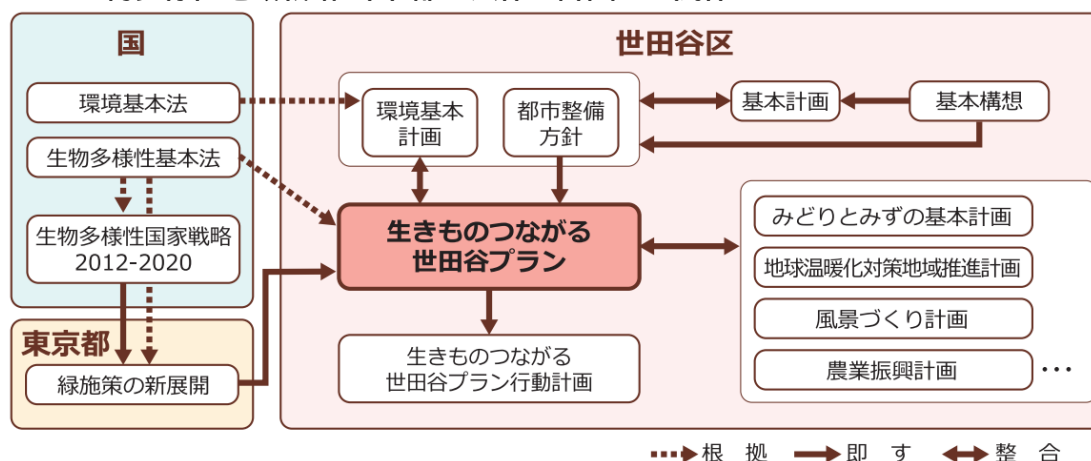 国
環境基本法
生物多様性基本法
生物多様性国家戦略
2012-2020
東京都
緑施策の新展開
世田谷区
環境基本
計画
都市整備
方針
基本計画
基本構想
生きものつながる
世田谷プラン
生きものつながる
世田谷プラン行動計画
みどりとみずの基本計画
地球温暖化対策地域推進計画
風景づくり計画
農業振興計画
…
根 拠
即 す
整 合